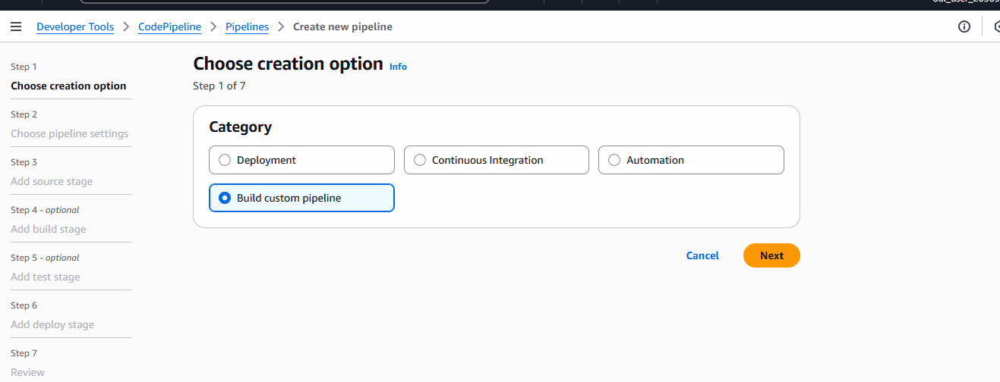 Developer Tools > CodePipeline > Pipelines > Create new pipeline
Step 1
Choose creation option
Step 2
Choose pipeline settings
Step 3
Add source stage
Step 4 - optional
Add build stage
Step 5 - optional
Add test stage
Step 6
Add deploy stage
Step 7
Review
Choose creation option Info
Step 1 of 7
Category
Deployment
Continuous Integration
Automation
Build custom pipeline
Cancel
Next